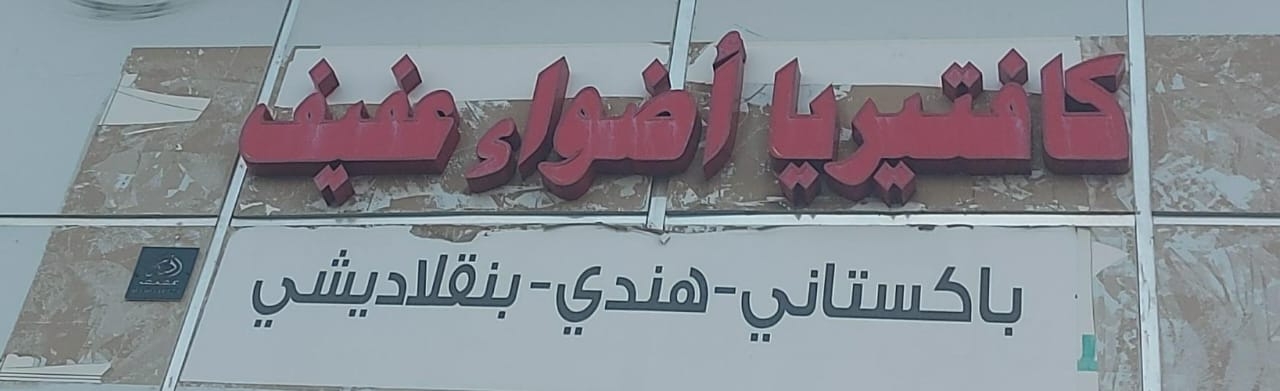 كافتيريا أضواء عفيف
باكستاني-هندي-بنقلاديشي